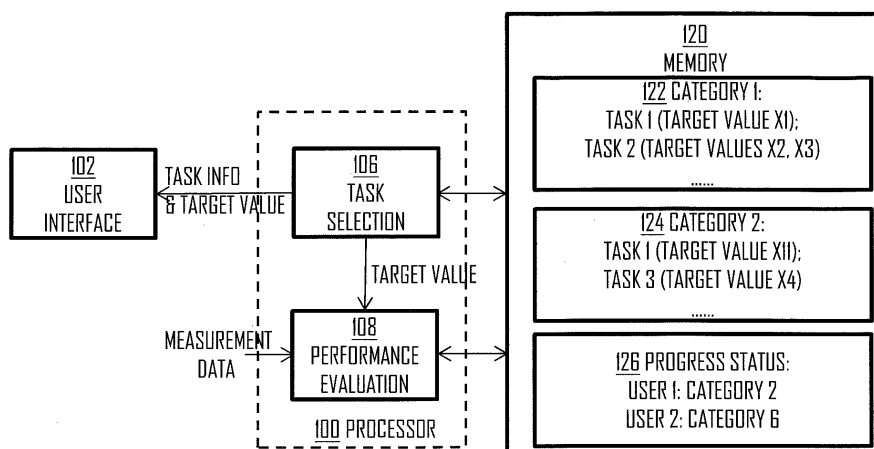 120
MEMORY
122 CATEGORY 1:
TASK 1 (TARGET VALUE X1);
TASK 2 (TARGET VALUES X2, X3)
......
102
USER
INTERFACE
TASK INFO
& TARGET VALUE
106
TASK
SELECTION
TARGET VALUE
124 CATEGORY 2:
TASK 1 (TARGET VALUE X11);
TASK 3 (TARGET VALUE X4)
......
MEASUREMENT
DATA
108
PERFORMANCE
EVALUATION
100 PROCESSOR
126 PROGRESS STATUS:
USER 1: CATEGORY 2
USER 2: CATEGORY 6